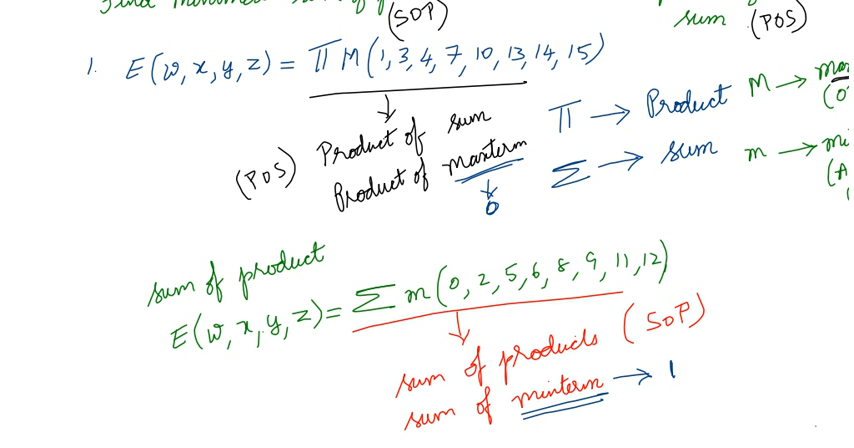 (SOP)
sum (POS)
1. E(w, x, y, z) = ΠM(1, 3, 4, 7, 10, 13, 14, 15)
(POS) Product of sum
Product of maxterm
0
Π → Product
Σ → sum
M →
m →
sum of product
E(w, x, y, z) = Σm(0, 2, 5, 6, 8, 9, 11, 12)
sum of products (SOP)
sum of minterm → 1